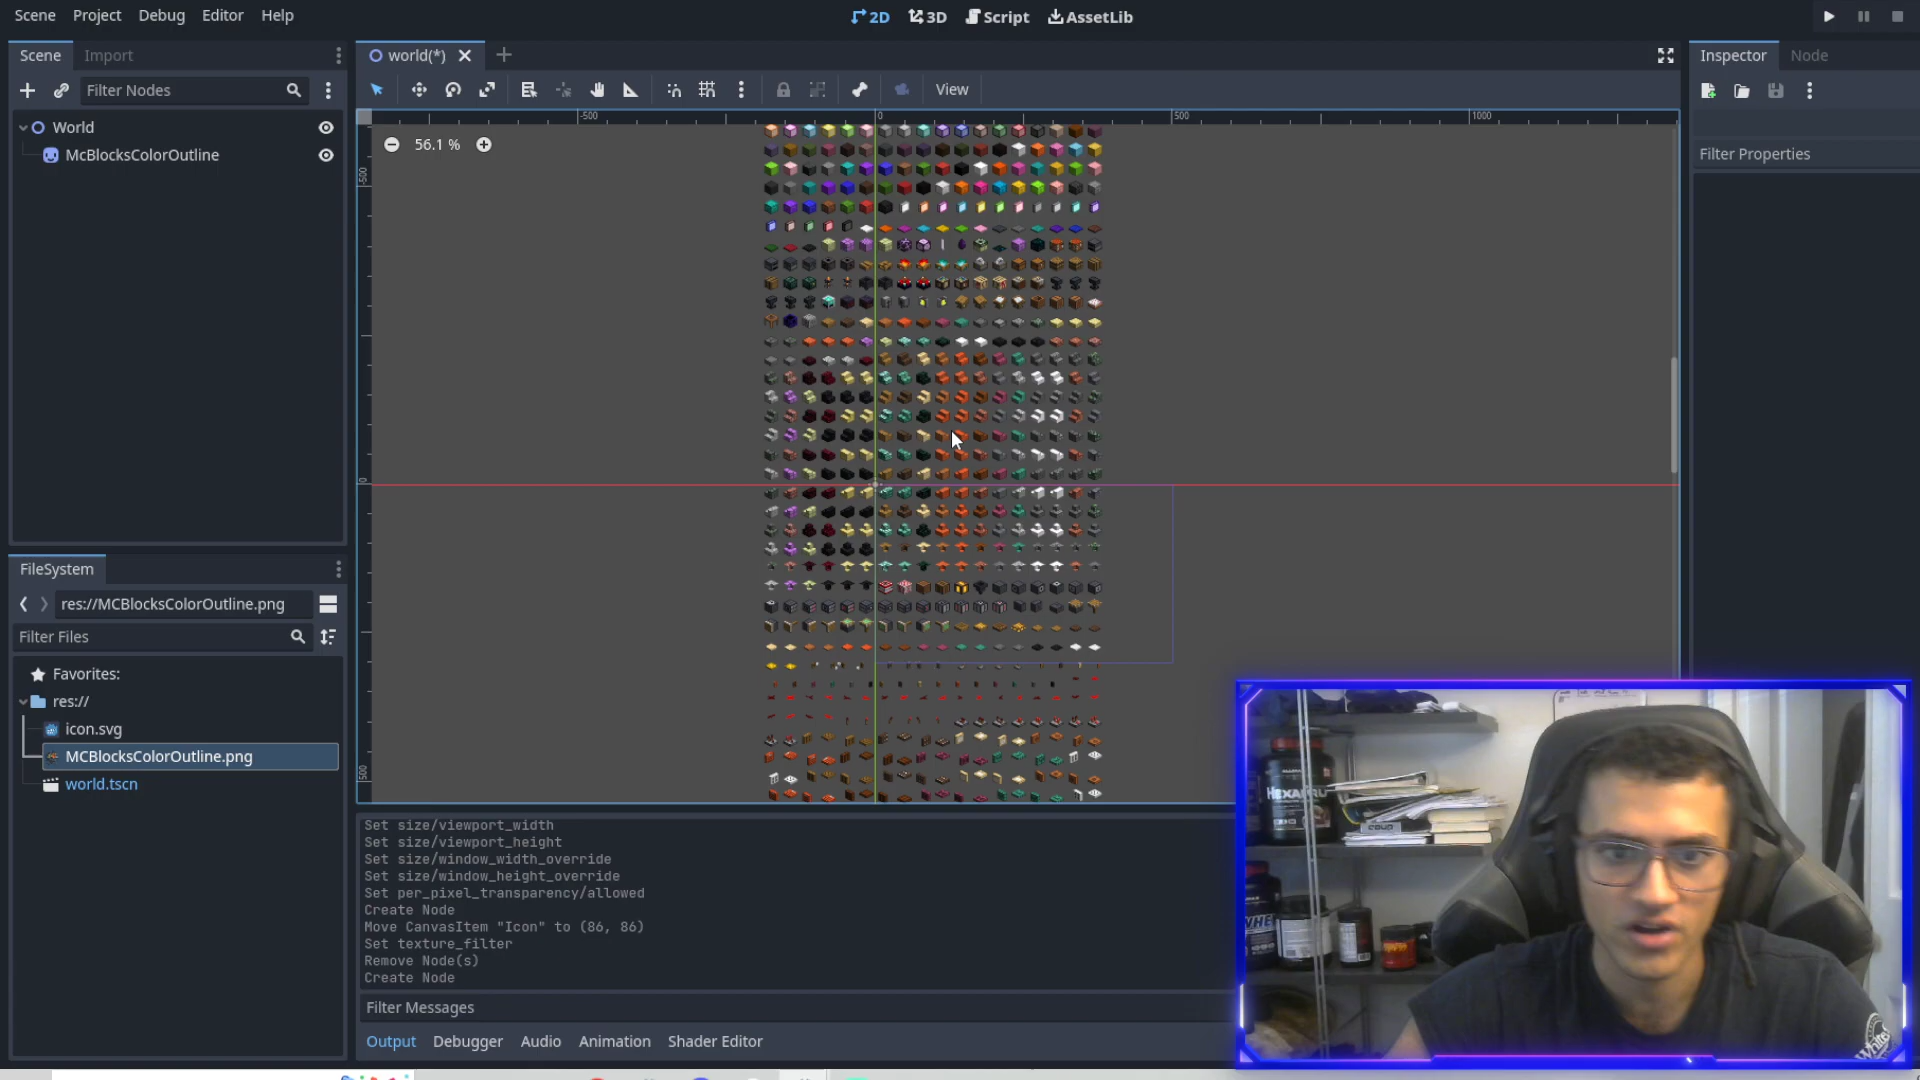 Scene Project Debug Editor Help
2D 3D Script AssetLib
Scene Import
world(*)
Inspector Node
Filter Nodes
View
World
McBlocksColorOutline
-500 0 500 1000
56.1 %
Filter Properties
-500
0
500
FileSystem
res://MCBlocksColorOutline.png
Filter Files
Favorites:
res://
icon.svg
MCBlocksColorOutline.png
world.tscn
Set size/viewport_width
Set size/viewport_height
Set size/window_width_override
Set size/window_height_override
Set per_pixel_transparency/allowed
Create Node
Move CanvasItem "Icon" to (86, 86)
Set texture_filter
Remove Node(s)
Create Node
Filter Messages
Output Debugger Audio Animation Shader Editor